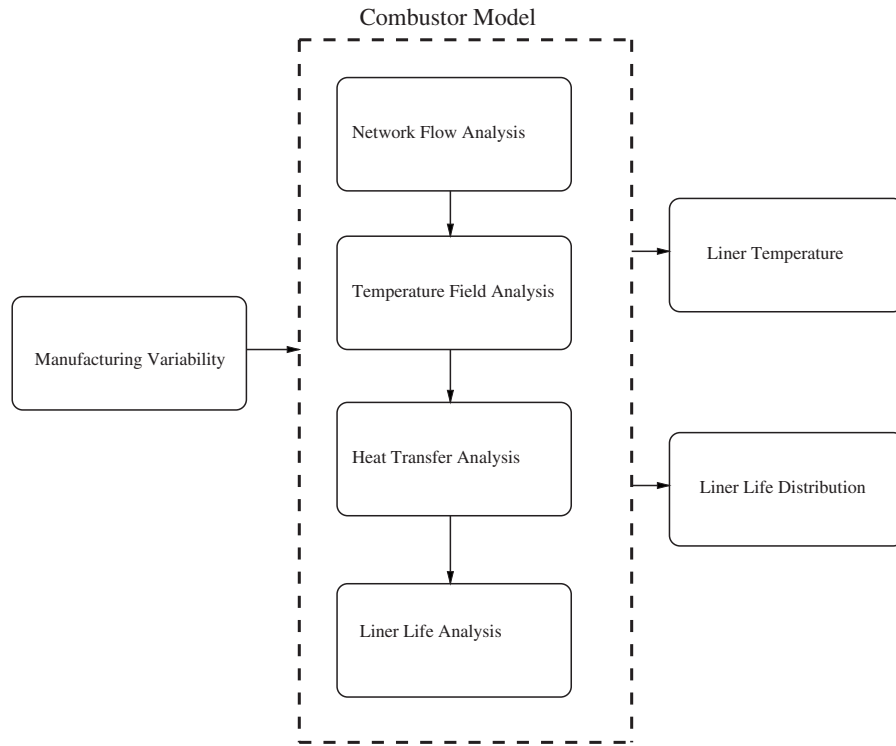 Combustor Model
Network Flow Analysis
Temperature Field Analysis
Heat Transfer Analysis
Liner Life Analysis
Manufacturing Variability
Liner Temperature
Liner Life Distribution